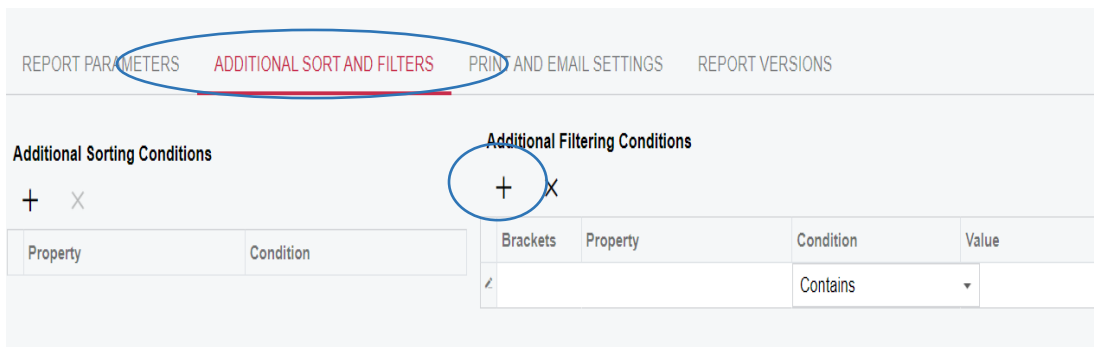 REPORT PARAMETERS ADDITIONAL SORT AND FILTERS PRINT AND EMAIL SETTINGS REPORT VERSIONS
Additional Sorting Conditions
Property Condition
Additional Filtering Conditions
Brackets Property Condition Value
Contains